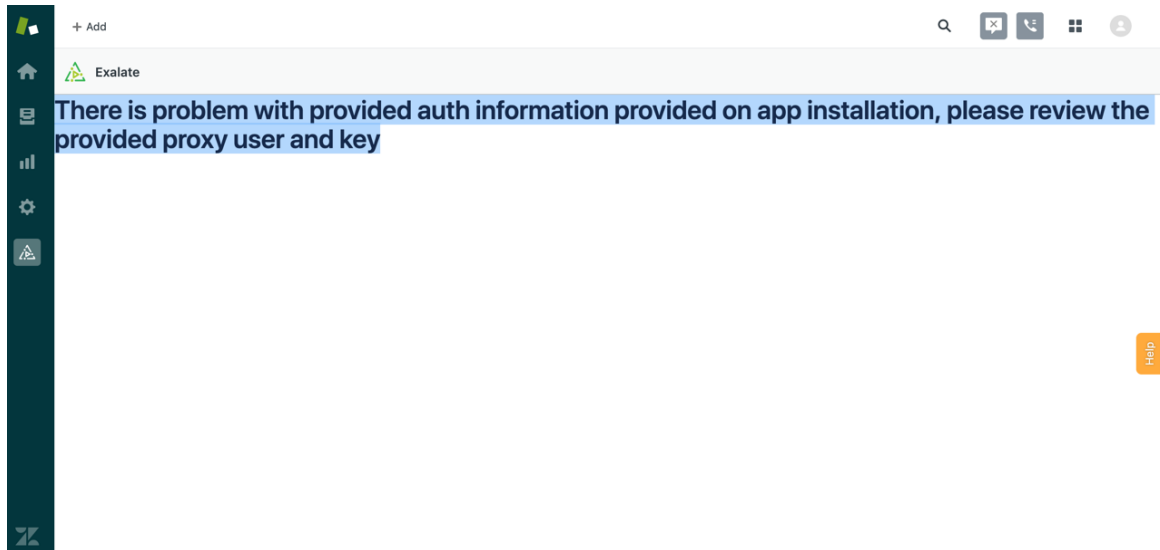 + Add
Exalate
There is problem with provided auth information provided on app installation, please review the
provided proxy user and key
Help